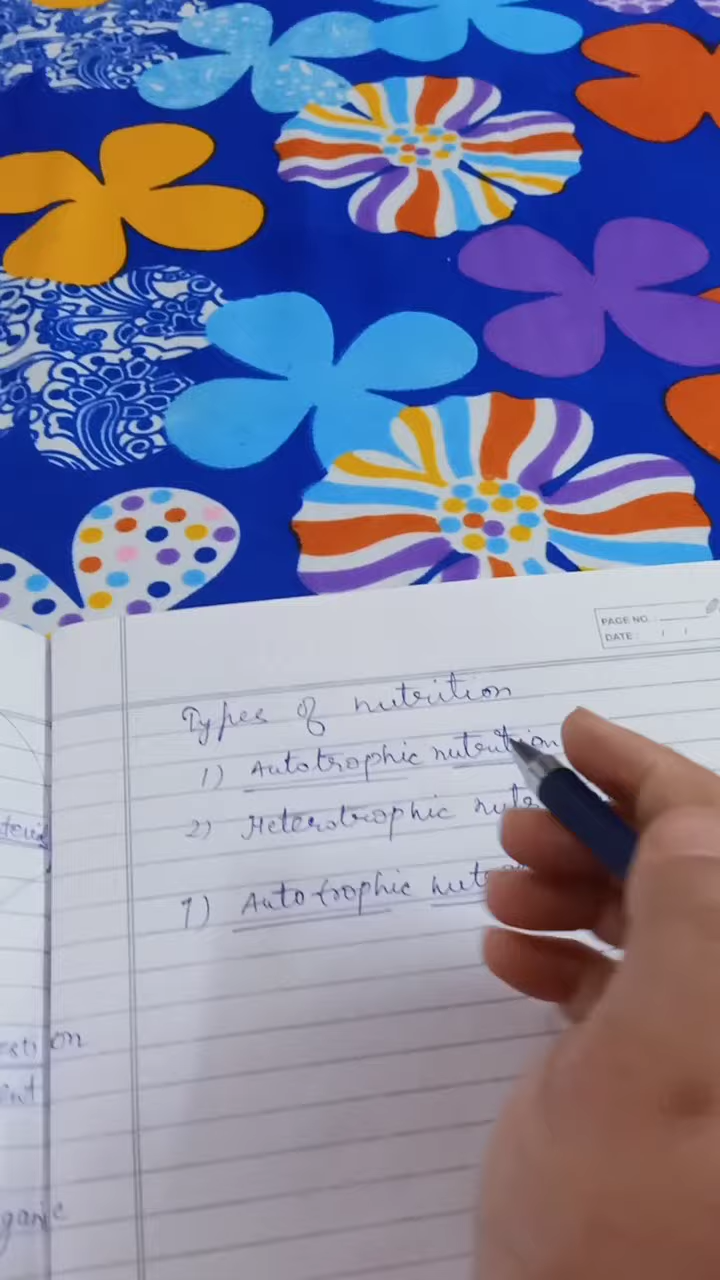 PAGE NO.
DATE: / /
Types of nutrition
1) Autotrophic nutrition
2) Heterotrophic
1) Autotrophic